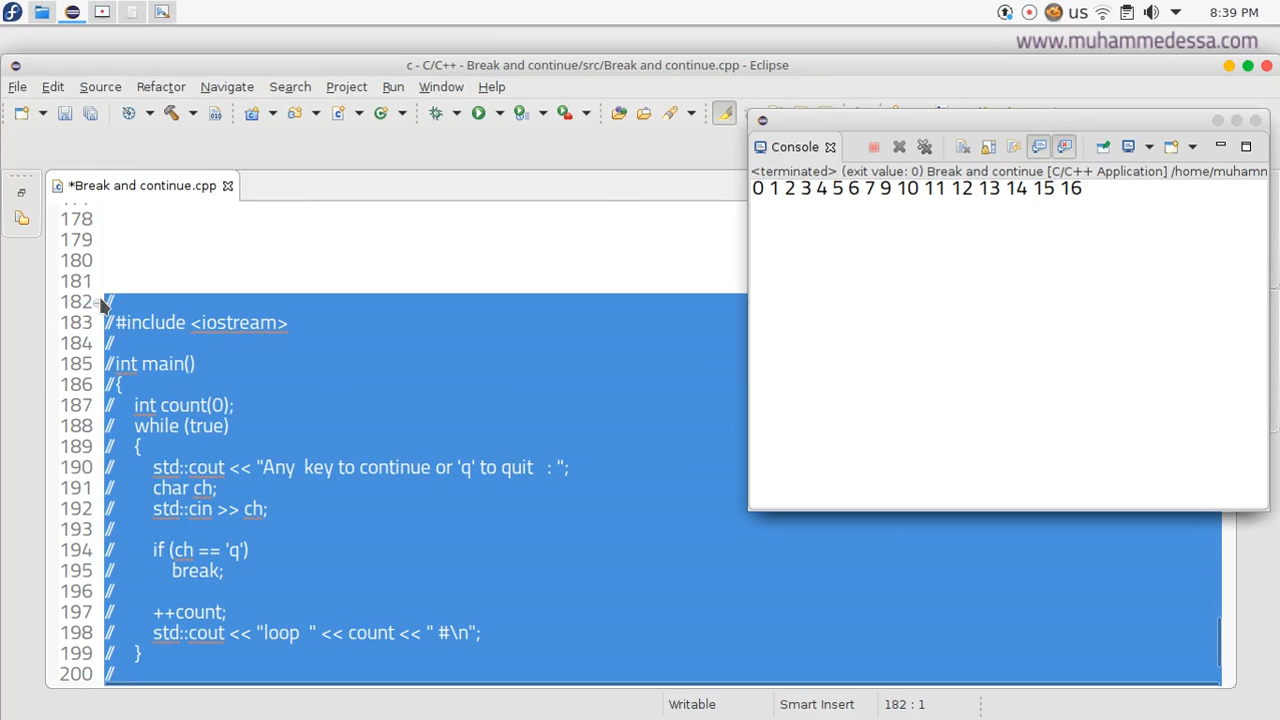 us
8:39 PM
www.muhammedessa.com
c - C/C++ - Break and continue/src/Break and continue.cpp - Eclipse
File Edit Source Refactor Navigate Search Project Run Window Help
*Break and continue.cpp
Console
<terminated> (exit value: 0) Break and continue [C/C++ Application] /home/muhamn
0 1 2 3 4 5 6 7 9 10 11 12 13 14 15 16
178
179
180
181
182 //
183 //#include <iostream>
184 //
185 //int main()
186 //{
187 //    int count(0);
188 //    while (true)
189 //    {
190 //        std::cout << "Any  key to continue or 'q' to quit   : ";
191 //        char ch;
192 //        std::cin >> ch;
193 //
194 //        if (ch == 'q')
195 //            break;
196 //
197 //        ++count;
198 //        std::cout << "loop  " << count << " #\n";
199 //    }
200 //
Writable Smart Insert 182 : 1